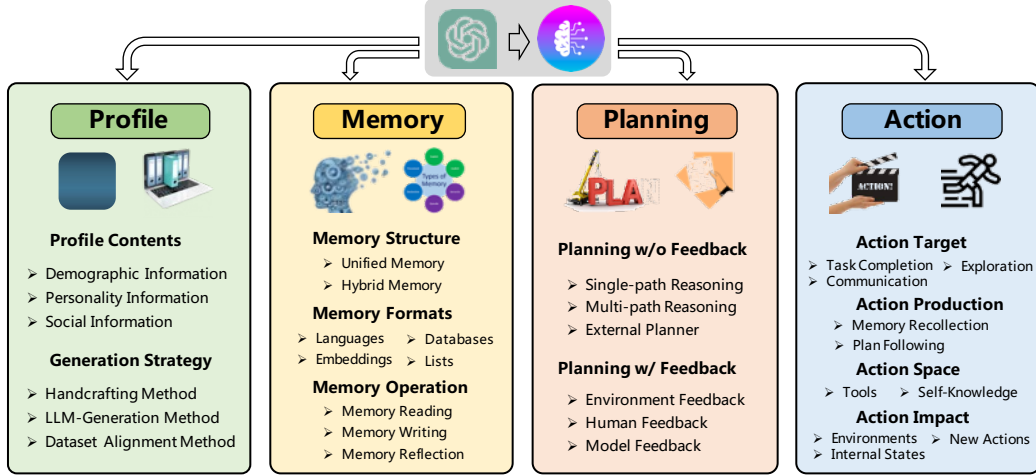 Profile
Profile Contents
Demographic Information
Personality Information
Social Information
Generation Strategy
Handcrafting Method
LLM-Generation Method
Dataset Alignment Method
Memory
Types of
Memory
Memory Structure
Unified Memory
Hybrid Memory
Memory Formats
Languages
Databases
Embeddings
Lists
Memory Operation
Memory Reading
Memory Writing
Memory Reflection
Planning
PLAN
Planning w/o Feedback
Single-path Reasoning
Multi-path Reasoning
External Planner
Planning w/ Feedback
Environment Feedback
Human Feedback
Model Feedback
Action
ACTION!
Action Target
Task Completion
Exploration
Communication
Action Production
Memory Recollection
Plan Following
Action Space
Tools
Self-Knowledge
Action Impact
Environments
New Actions
Internal States